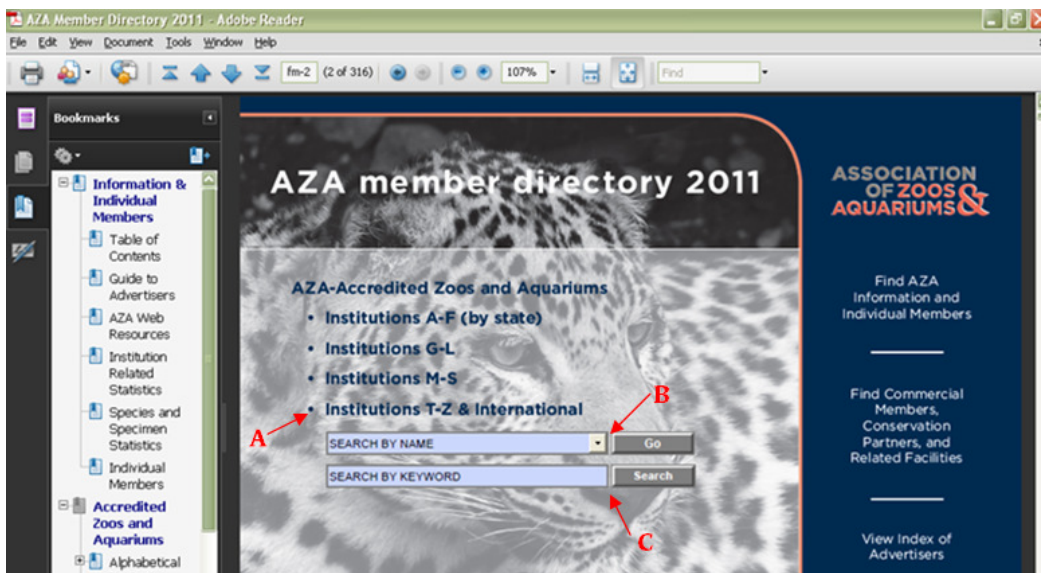 AZA Member Directory 2011 - Adobe Reader
File Edit View Document Tools Window Help
fm-2 (2 of 316) 107% Find
Bookmarks
Information &
Individual
Members
Table of
Contents
Guide to
Advertisers
AZA Web
Resources
Institution
Related
Statistics
Species and
Specimen
Statistics
Individual
Members
Accredited
Zoos and
Aquariums
Alphabetical
AZA member directory 2011
AZA-Accredited Zoos and Aquariums
• Institutions A-F (by state)
• Institutions G-L
• Institutions M-S
• Institutions T-Z & International
A
B
SEARCH BY NAME Go
SEARCH BY KEYWORD Search
C
ASSOCIATION
OF ZOOS &
AQUARIUMS
Find AZA
Information and
Individual Members
Find Commercial
Members,
Conservation
Partners, and
Related Facilities
View Index of
Advertisers